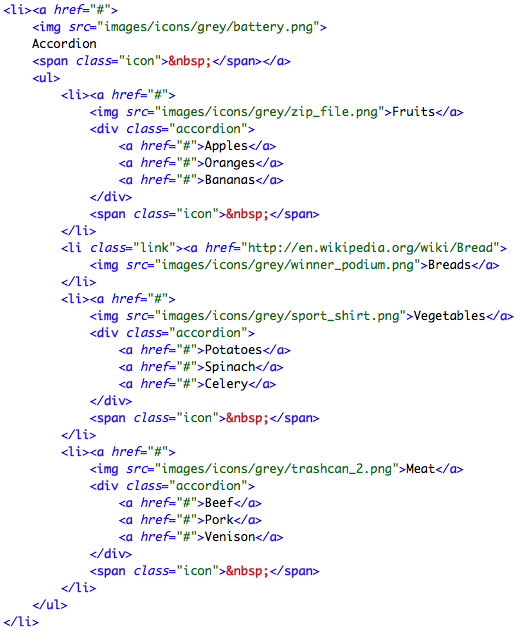 <li><a href="#">
<img src="images/icons/grey/battery.png">
Accordion
<span class="icon">&nbsp;</span></a>
<ul>
<li><a href="#">
<img src="images/icons/grey/zip_file.png">Fruits</a>
<div class="accordion">
<a href="#">Apples</a>
<a href="#">Oranges</a>
<a href="#">Bananas</a>
</div>
<span class="icon">&nbsp;</span>
</li>
<li class="link"><a href="http://en.wikipedia.org/wiki/Bread">
<img src="images/icons/grey/winner_podium.png">Breads</a>
</li>
<li><a href="#">
<img src="images/icons/grey/sport_shirt.png">Vegetables</a>
<div class="accordion">
<a href="#">Potatoes</a>
<a href="#">Spinach</a>
<a href="#">Celery</a>
</div>
<span class="icon">&nbsp;</span>
</li>
<li><a href="#">
<img src="images/icons/grey/trashcan_2.png">Meat</a>
<div class="accordion">
<a href="#">Beef</a>
<a href="#">Pork</a>
<a href="#">Venison</a>
</div>
<span class="icon">&nbsp;</span>
</li>
</ul>
</li>